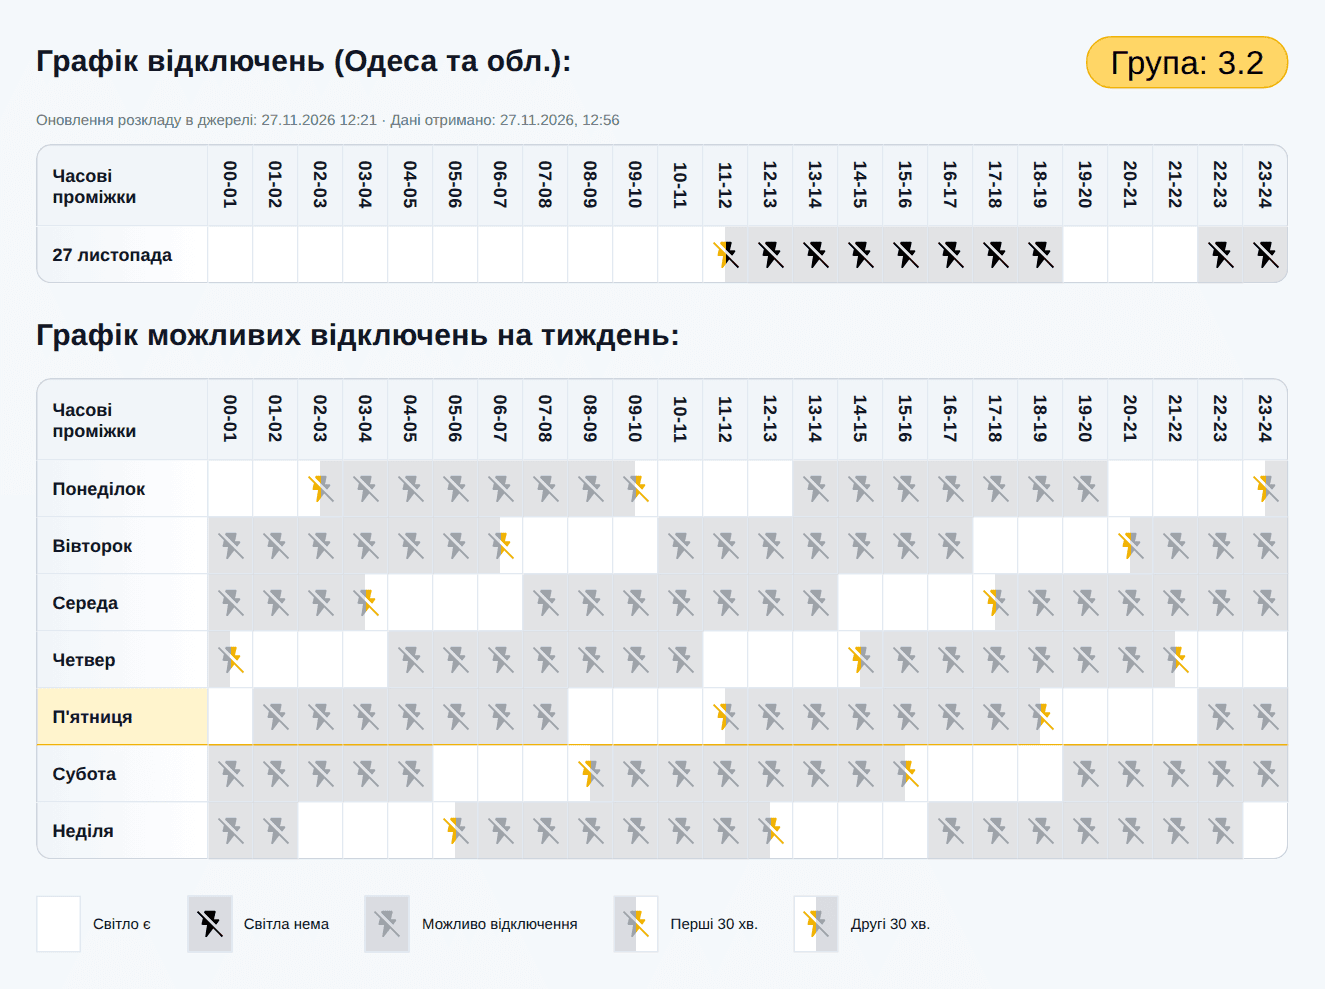 Графік відключень (Одеса та обл.):
Група: 3.2
Оновлення розкладу в джерелі: 27.11.2026 12:21 · Дані отримано: 27.11.2026, 12:56
Часові
проміжки
00-01 01-02 02-03 03-04 04-05 05-06 06-07 07-08 08-09 09-10 10-11 11-12 12-13 13-14 14-15 15-16 16-17 17-18 18-19 19-20 20-21 21-22 22-23 23-24
27 листопада
Графік можливих відключень на тиждень:
Часові
проміжки
00-01 01-02 02-03 03-04 04-05 05-06 06-07 07-08 08-09 09-10 10-11 11-12 12-13 13-14 14-15 15-16 16-17 17-18 18-19 19-20 20-21 21-22 22-23 23-24
Понеділок
Вівторок
Середа
Четвер
П'ятниця
Субота
Неділя
Світло є
Світла нема
Можливо відключення
Перші 30 хв.
Другі 30 хв.